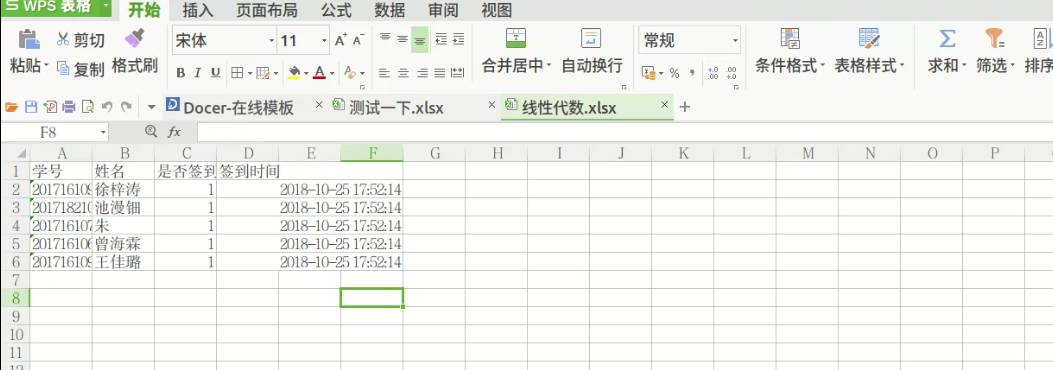 WPS 表格
开始 插入 页面布局 公式 数据 审阅 视图
剪切 宋体 11 常规
粘贴 复制 格式刷 B I U 合并居中 自动换行 条件格式 表格样式 求和 筛选 排序
Docer-在线模板 测试一下.xlsx 线性代数.xlsx
F8 fx
A B C D E F G H I J K L M N O P
1 学号 姓名 是否签到 签到时间
2 201716109 徐梓涛 1 2018-10-25 17:52:14
3 201718210 池漫钿 1 2018-10-25 17:52:14
4 201716107 朱 1 2018-10-25 17:52:14
5 201716106 曾海霖 1 2018-10-25 17:52:14
6 201716109 王佳璐 1 2018-10-25 17:52:14
7
8
9
10
11
12